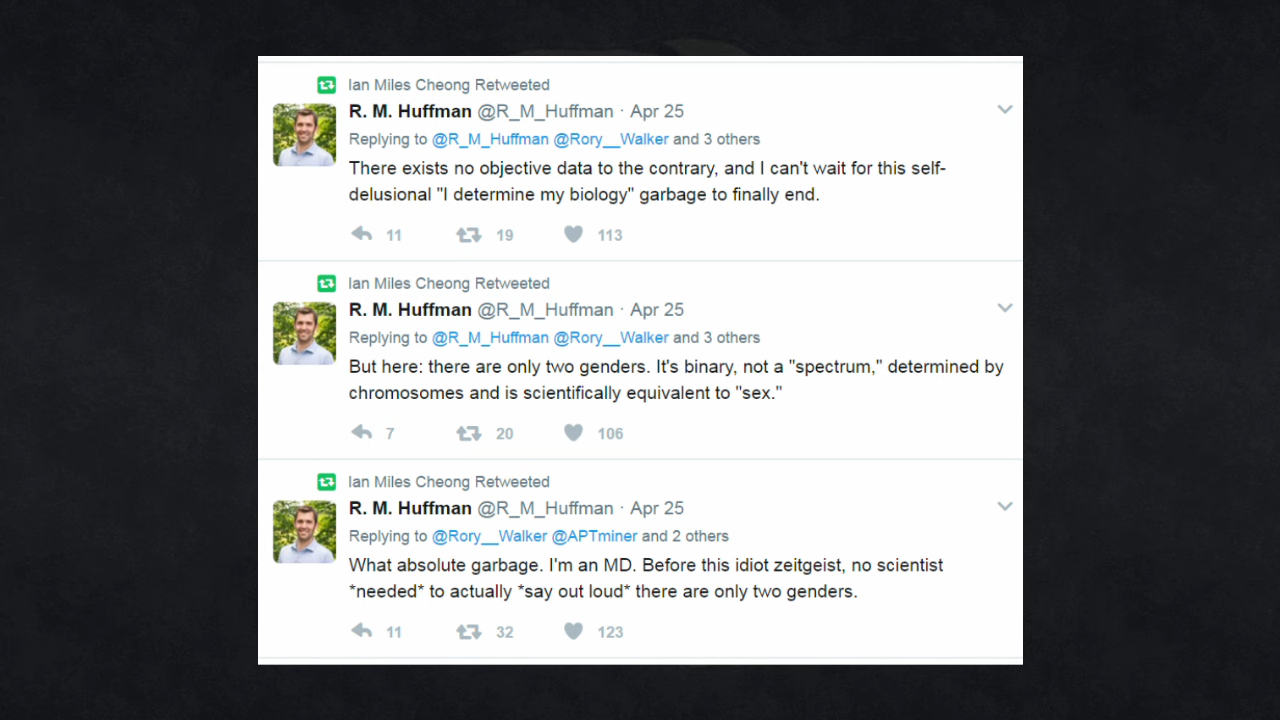 Ian Miles Cheong Retweeted
R. M. Huffman @R_M_Huffman · Apr 25
Replying to @R_M_Huffman @Rory__Walker and 3 others
There exists no objective data to the contrary, and I can't wait for this self-
delusional "I determine my biology" garbage to finally end.
11 19 113
Ian Miles Cheong Retweeted
R. M. Huffman @R_M_Huffman · Apr 25
Replying to @R_M_Huffman @Rory__Walker and 3 others
But here: there are only two genders. It's binary, not a "spectrum," determined by
chromosomes and is scientifically equivalent to "sex."
7 20 106
Ian Miles Cheong Retweeted
R. M. Huffman @R_M_Huffman · Apr 25
Replying to @Rory__Walker @APTminer and 2 others
What absolute garbage. I'm an MD. Before this idiot zeitgeist, no scientist
*needed* to actually *say out loud* there are only two genders.
11 32 123